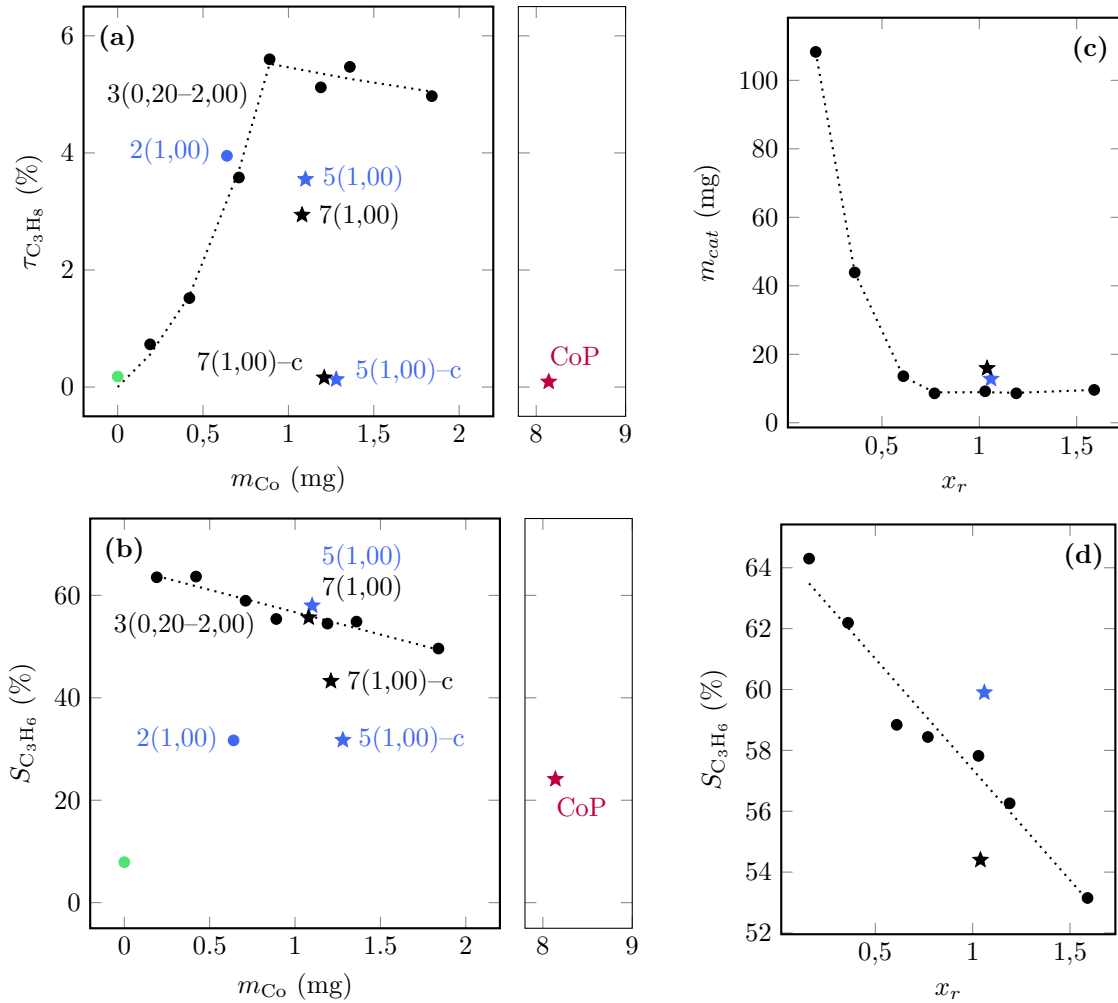 (a)
6
4
2
0
τC₃H₈ (%)
3(0,20–2,00)
2(1,00)
5(1,00)
7(1,00)
7(1,00)–c
5(1,00)–c
CoP
0 0,5 1 1,5 2 8 9
mCo (mg)
(c)
100
80
60
40
20
0
mcat (mg)
0,5 1 1,5
xr
(b)
60
40
20
0
SC₃H₆ (%)
5(1,00)
7(1,00)
3(0,20–2,00)
7(1,00)–c
2(1,00)
5(1,00)–c
CoP
0 0.5 1 1.5 2 8 9
mCo (mg)
(d)
64
62
60
58
56
54
52
SC₃H₆ (%)
0,5 1 1,5
xr